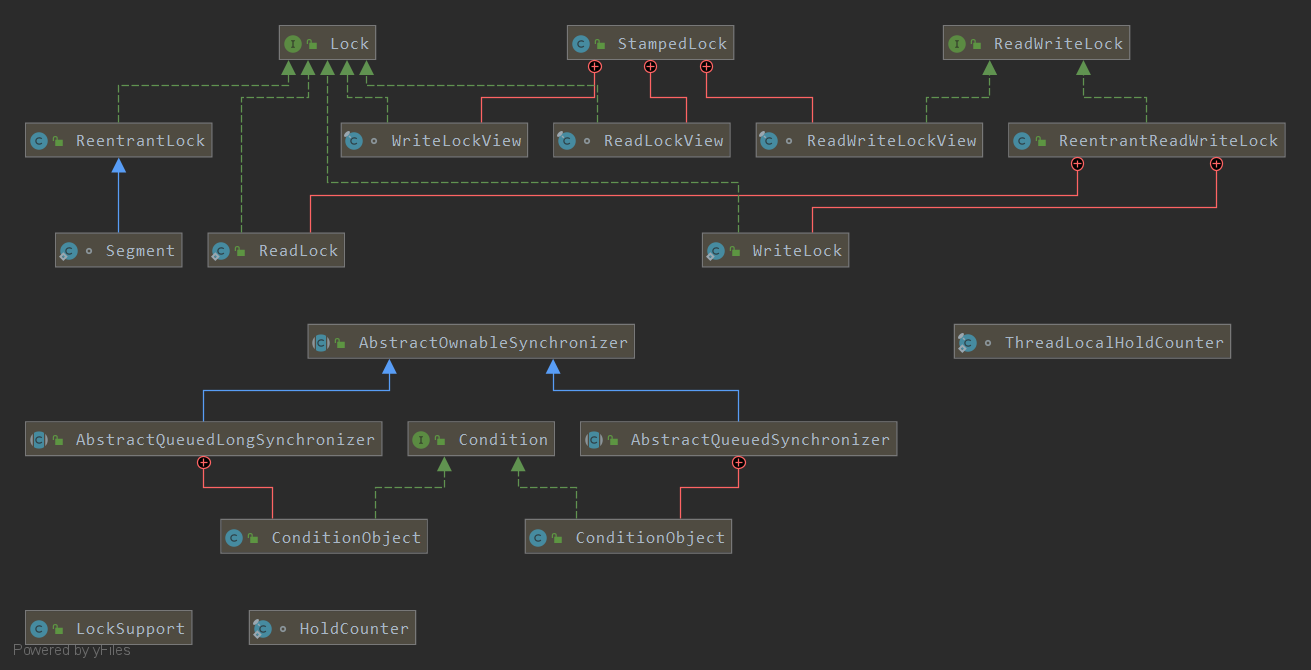 Lock
StampedLock
ReadWriteLock
ReentrantLock
WriteLockView
ReadLockView
ReadWriteLockView
ReentrantReadWriteLock
Segment
ReadLock
WriteLock
AbstractOwnableSynchronizer
ThreadLocalHoldCounter
AbstractQueuedLongSynchronizer
Condition
AbstractQueuedSynchronizer
ConditionObject
ConditionObject
LockSupport
HoldCounter
Powered by yFiles